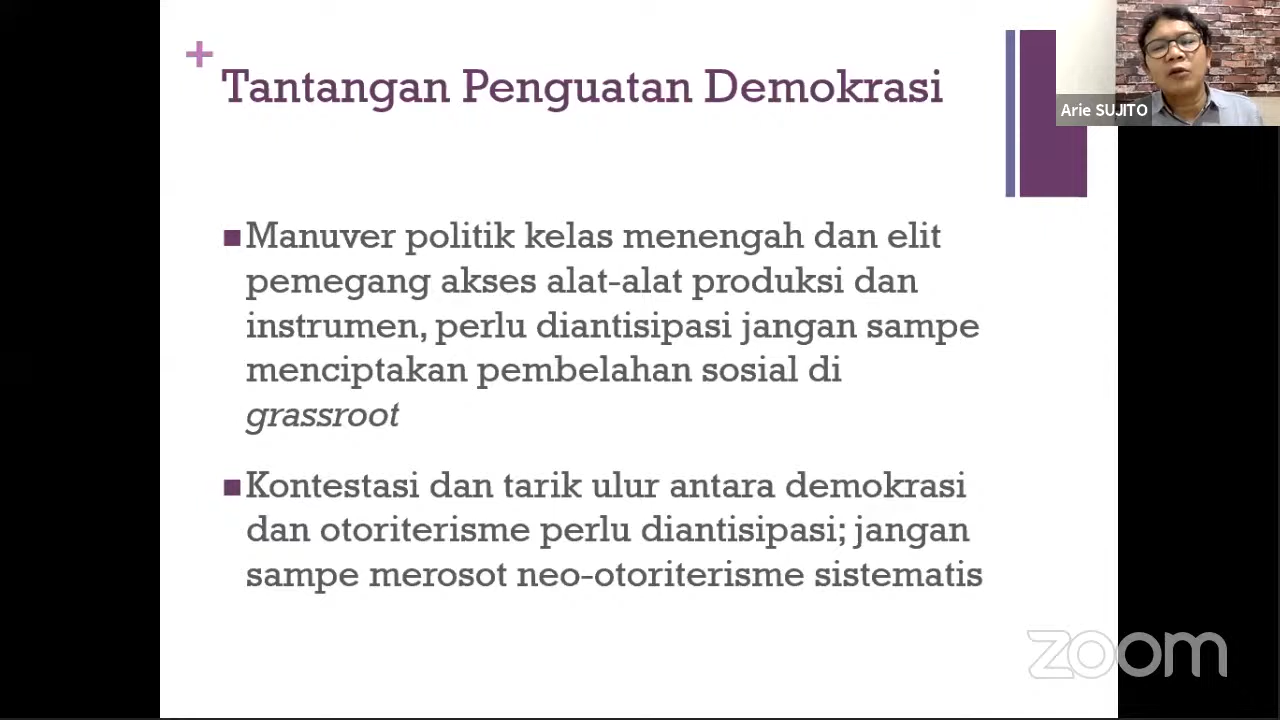 +
Tantangan Penguatan Demokrasi
Arie SUJITO
Manuver politik kelas menengah dan elit
pemegang akses alat-alat produksi dan
instrumen, perlu diantisipasi jangan sampe
menciptakan pembelahan sosial di
grassroot
Kontestasi dan tarik ulur antara demokrasi
dan otoriterisme perlu diantisipasi; jangan
sampe merosot neo-otoriterisme sistematis
zoom